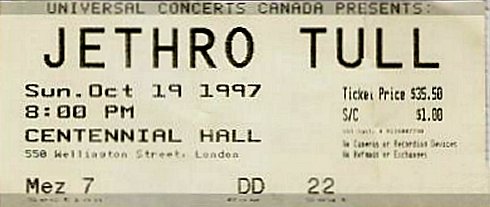 UNIVERSAL CONCERTS CANADA PRESENTS:
JETHRO TULL
Sun.Oct 19 1997
8:00 PM
CENTENNIAL HALL
550 Wellington Street, London
Ticket Price $35.50
S/C $1.00
No Cameras or Recording Devices
No Refunds or Exchanges
Mez 7 DD 22